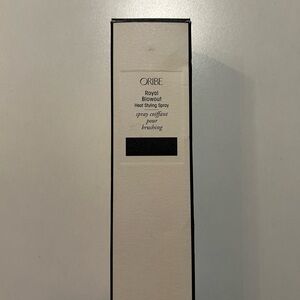 ORIBE
Royal
Blowout
Heat Styling Spray
spray coiffant
pour
brushing